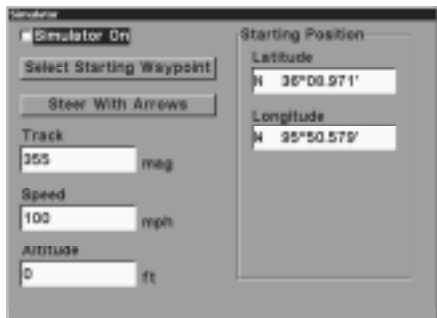 Simulator
Simulator On
Select Starting Waypoint
Steer With Arrows
Track
355 mag
Speed
100 mph
Altitude
0 ft
Starting Position
Latitude
N 36°08.971'
Longitude
W 95°50.579'